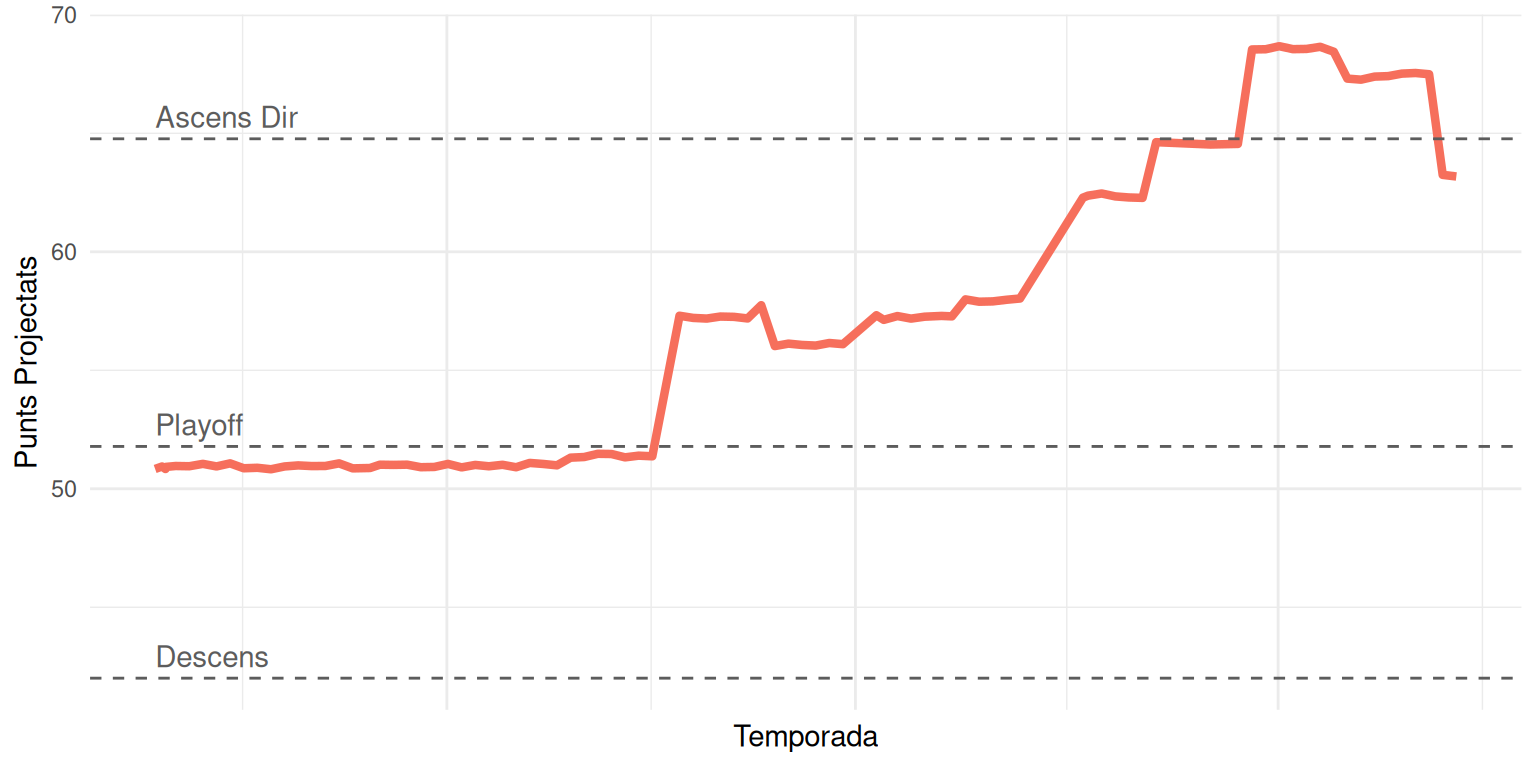 70
Ascens Dir
60
Punts Projectats
Playoff
50
Descens
Temporada